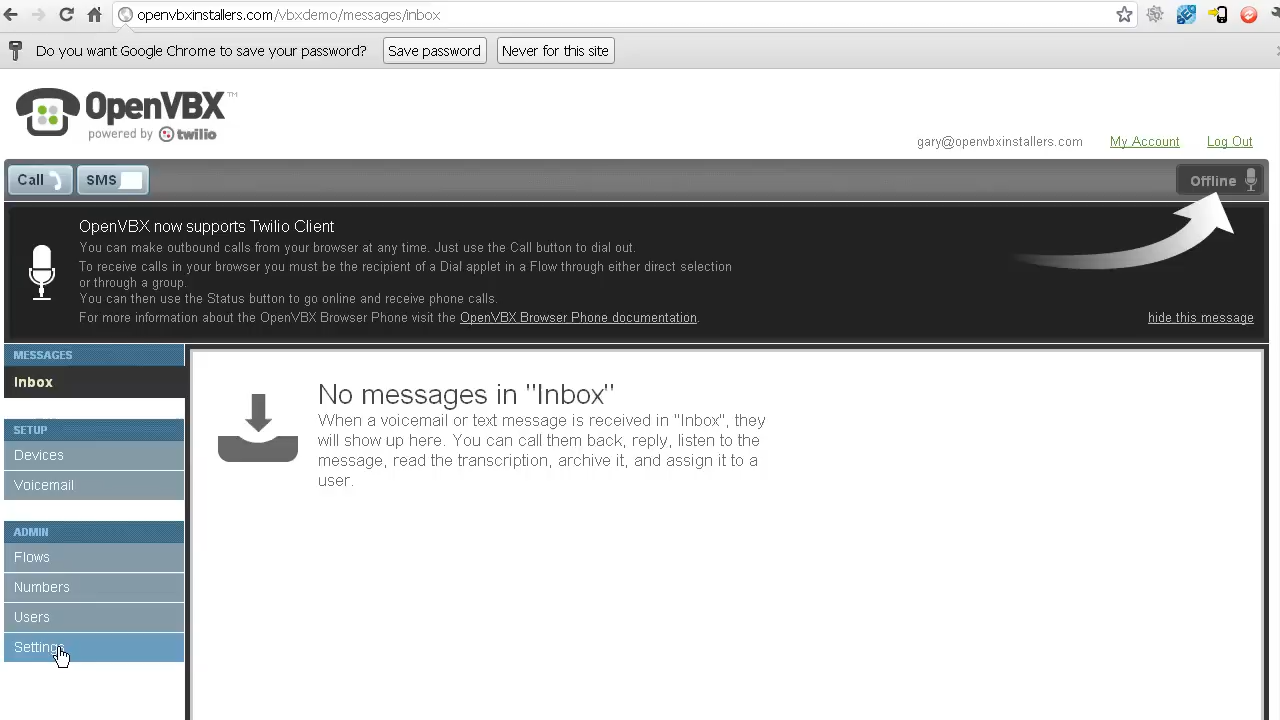 openvbxinstallers.com/vbxdemo/messages/inbox
Do you want Google Chrome to save your password? Save password Never for this site
OpenVBX™
powered by twilio
gary@openvbxinstallers.com My Account Log Out
Call SMS Offline
OpenVBX now supports Twilio Client
You can make outbound calls from your browser at any time. Just use the Call button to dial out.
To receive calls in your browser you must be the recipient of a Dial applet in a Flow through either direct selection
or through a group.
You can then use the Status button to go online and receive phone calls.
For more information about the OpenVBX Browser Phone visit the OpenVBX Browser Phone documentation.
hide this message
MESSAGES
Inbox
SETUP
Devices
Voicemail
ADMIN
Flows
Numbers
Users
Settings
No messages in "Inbox"
When a voicemail or text message is received in "Inbox", they
will show up here. You can call them back, reply, listen to the
message, read the transcription, archive it, and assign it to a
user.